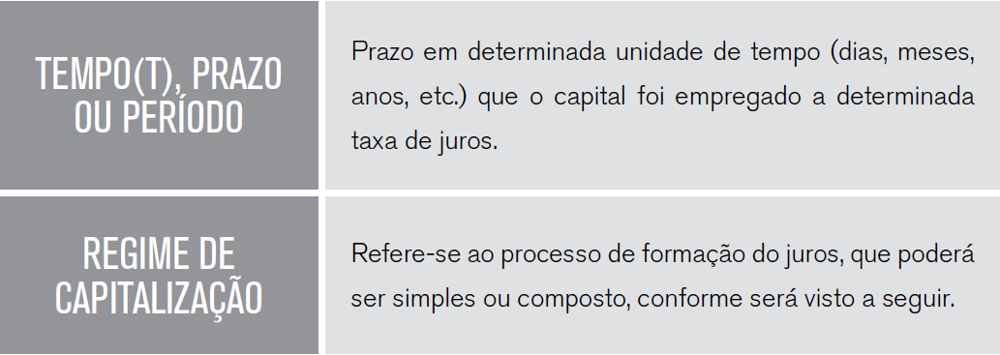 TEMPO(T), PRAZO
OU PERÍODO
Prazo em determinada unidade de tempo (dias, meses,
anos, etc.) que o capital foi empregado a determinada
taxa de juros.
REGIME DE
CAPITALIZAÇÃO
Refere-se ao processo de formação do juros, que poderá
ser simples ou composto, conforme será visto a seguir.